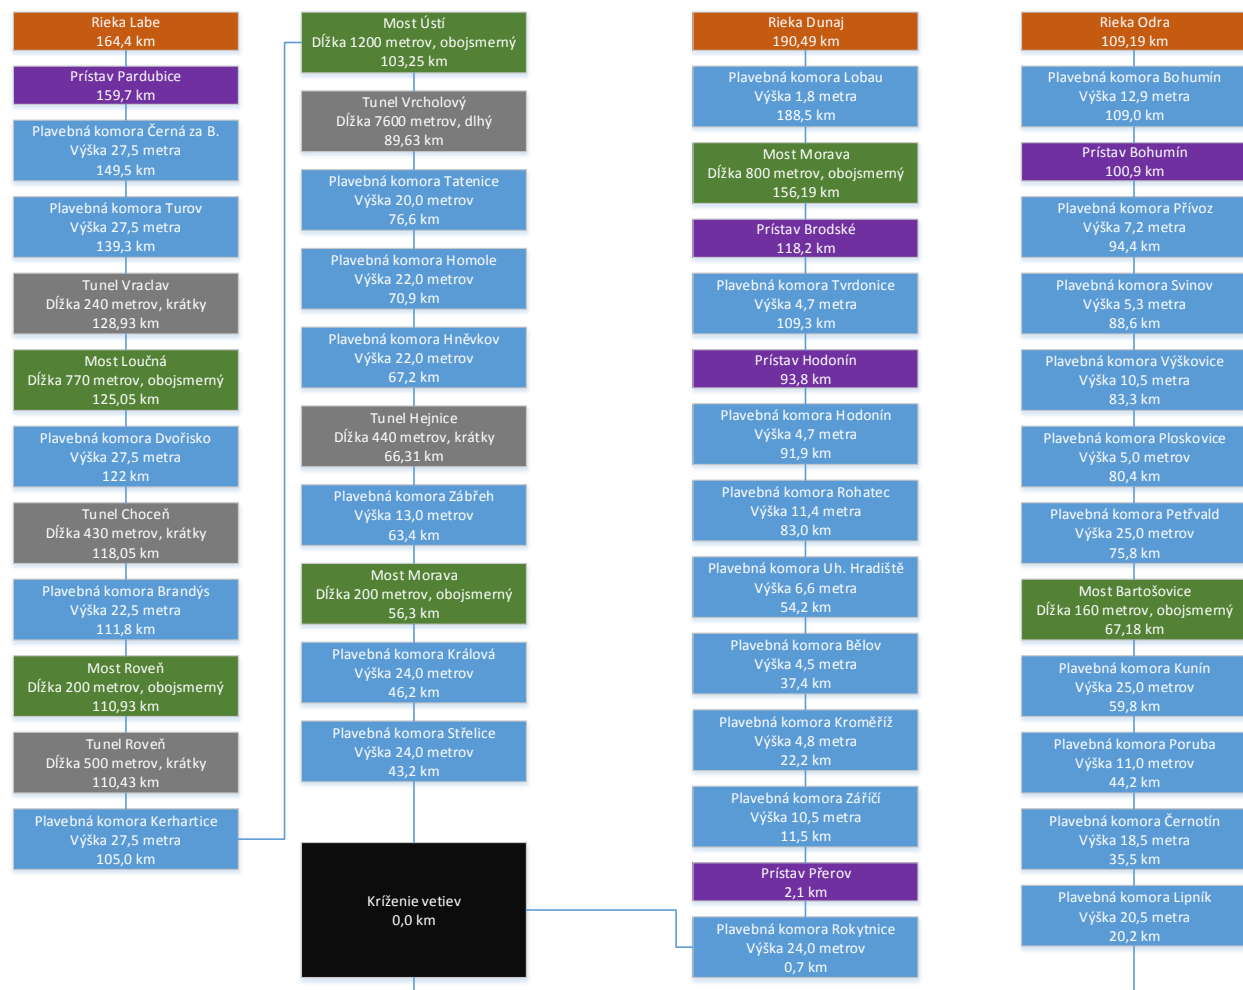 Rieka Labe
164,4 km
Prístav Pardubice
159,7 km
Plavebná komora Černá za B.
Výška 27,5 metra
149,5 km
Plavebná komora Turov
Výška 27,5 metra
139,3 km
Tunel Vraclav
Dĺžka 240 metrov, krátky
128,93 km
Most Loučná
Dĺžka 770 metrov, obojsmerný
125,05 km
Plavebná komora Dvořisko
Výška 27,5 metra
122 km
Tunel Choceň
Dĺžka 430 metrov, krátky
118,05 km
Plavebná komora Brandýs
Výška 22,5 metra
111,8 km
Most Roveň
Dĺžka 200 metrov, obojsmerný
110,93 km
Tunel Roveň
Dĺžka 500 metrov, krátky
110,43 km
Plavebná komora Kerhartice
Výška 27,5 metra
105,0 km
Most Ústí
Dĺžka 1200 metrov, obojsmerný
103,25 km
Tunel Vrcholový
Dĺžka 7600 metrov, dlhý
89,63 km
Plavebná komora Tatenice
Výška 20,0 metrov
76,6 km
Plavebná komora Homole
Výška 22,0 metrov
70,9 km
Plavebná komora Hněvkov
Výška 22,0 metrov
67,2 km
Tunel Hejnice
Dĺžka 440 metrov, krátky
66,31 km
Plavebná komora Zábřeh
Výška 13,0 metrov
63,4 km
Most Morava
Dĺžka 200 metrov, obojsmerný
56,3 km
Plavebná komora Králová
Výška 24,0 metrov
46,2 km
Plavebná komora Střelice
Výška 24,0 metrov
43,2 km
Kríženie vetiev
0,0 km
Rieka Dunaj
190,49 km
Plavebná komora Lobau
Výška 1,8 metra
188,5 km
Most Morava
Dĺžka 800 metrov, obojsmerný
156,19 km
Prístav Brodské
118,2 km
Plavebná komora Tvrdonice
Výška 4,7 metra
109,3 km
Prístav Hodonín
93,8 km
Plavebná komora Hodonín
Výška 4,7 metra
91,9 km
Plavebná komora Rohatec
Výška 11,4 metra
83,0 km
Plavebná komora Uh. Hradiště
Výška 6,6 metra
54,2 km
Plavebná komora Bělov
Výška 4,5 metra
37,4 km
Plavebná komora Kroměříž
Výška 4,8 metra
22,2 km
Plavebná komora Záříčí
Výška 10,5 metra
11,5 km
Prístav Přerov
2,1 km
Plavebná komora Rokytnice
Výška 24,0 metrov
0,7 km
Rieka Odra
109,19 km
Plavebná komora Bohumín
Výška 12,9 metra
109,0 km
Prístav Bohumín
100,9 km
Plavebná komora Přívoz
Výška 7,2 metra
94,4 km
Plavebná komora Svinov
Výška 5,3 metra
88,6 km
Plavebná komora Výškovice
Výška 10,5 metra
83,3 km
Plavebná komora Ploskovice
Výška 5,0 metrov
80,4 km
Plavebná komora Petřvald
Výška 25,0 metrov
75,8 km
Most Bartošovice
Dĺžka 160 metrov, obojsmerný
67,18 km
Plavebná komora Kunín
Výška 25,0 metrov
59,8 km
Plavebná komora Poruba
Výška 11,0 metrov
44,2 km
Plavebná komora Černotín
Výška 18,5 metra
35,5 km
Plavebná komora Lipník
Výška 20,5 metra
20,2 km